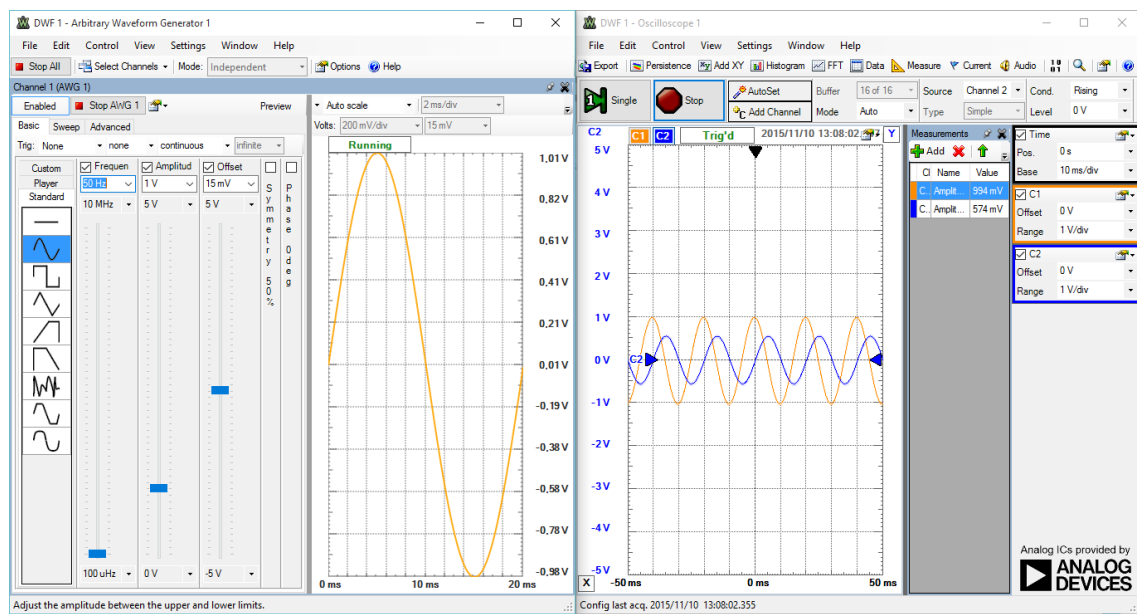 DWF 1 - Arbitrary Waveform Generator 1
File Edit Control View Settings Window Help
Stop All Select Channels Mode: Independent Options Help
Channel 1 (AWG 1)
Enabled Stop AWG 1 Preview
Basic Sweep Advanced
Trig: None none continuous infinite
Custom
Player
Standard
Frequen Amplitud Offset
50 Hz 1 V 15 mV
10 MHz 5 V 5 V
Symmetry 50%
Phase 0 deg
100 uHz 0 V -5 V
Auto scale 2 ms/div
Volts: 200 mV/div 15 mV
Running
1,01 V
0,82 V
0,61 V
0,41 V
0,21 V
0,01 V
-0,19 V
-0,38 V
-0,58 V
-0,78 V
-0,98 V
0 ms 10 ms 20 ms
Adjust the amplitude between the upper and lower limits.
DWF 1 - Oscilloscope 1
File Edit Control View Settings Window Help
Export Persistence Add XY Histogram FFT Data Measure Current Audio
Single Stop AutoSet Buffer 16 of 16 Source Channel 2 Cond. Rising
Add Channel Mode Auto Type Simple Level 0 V
C2 C1 C2 Trig'd 2015/11/10 13:08:02 Y
5 V
4 V
3 V
2 V
1 V
0 V
-1 V
-2 V
-3 V
-4 V
-5 V
C2
X -50 ms 0 ms 50 ms
Measurements
Add
Cl Name Value
C.. Amplit... 994 mV
C.. Amplit... 574 mV
Time
Pos. 0 s
Base 10 ms/div
C1
Offset 0 V
Range 1 V/div
C2
Offset 0 V
Range 1 V/div
Analog ICs provided by
ANALOG
DEVICES
Config last acq. 2015/11/10 13:08:02.355